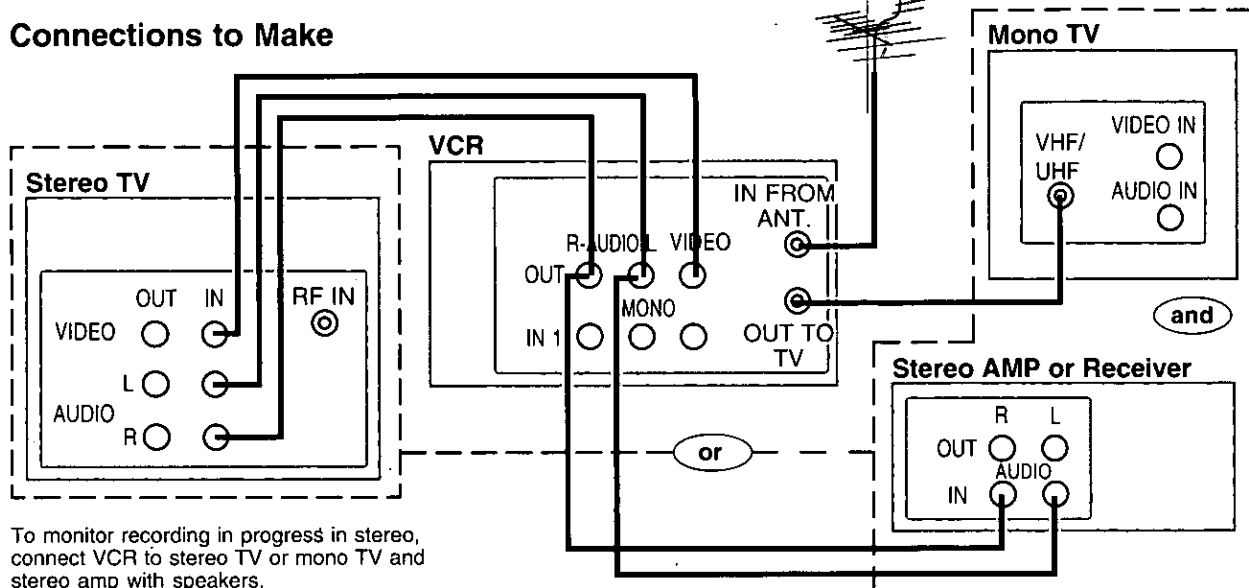 Connections to Make
Mono TV
VIDEO IN
VHF/
UHF
AUDIO IN
VCR
IN FROM
ANT.
R-AUDIO L VIDEO
OUT
MONO
IN 1
OUT TO
TV
Stereo TV
OUT IN RF IN
VIDEO
L
AUDIO
R
and
or
Stereo AMP or Receiver
R L
OUT
AUDIO
IN
To monitor recording in progress in stereo,
connect VCR to stereo TV or mono TV and
stereo amp with speakers.